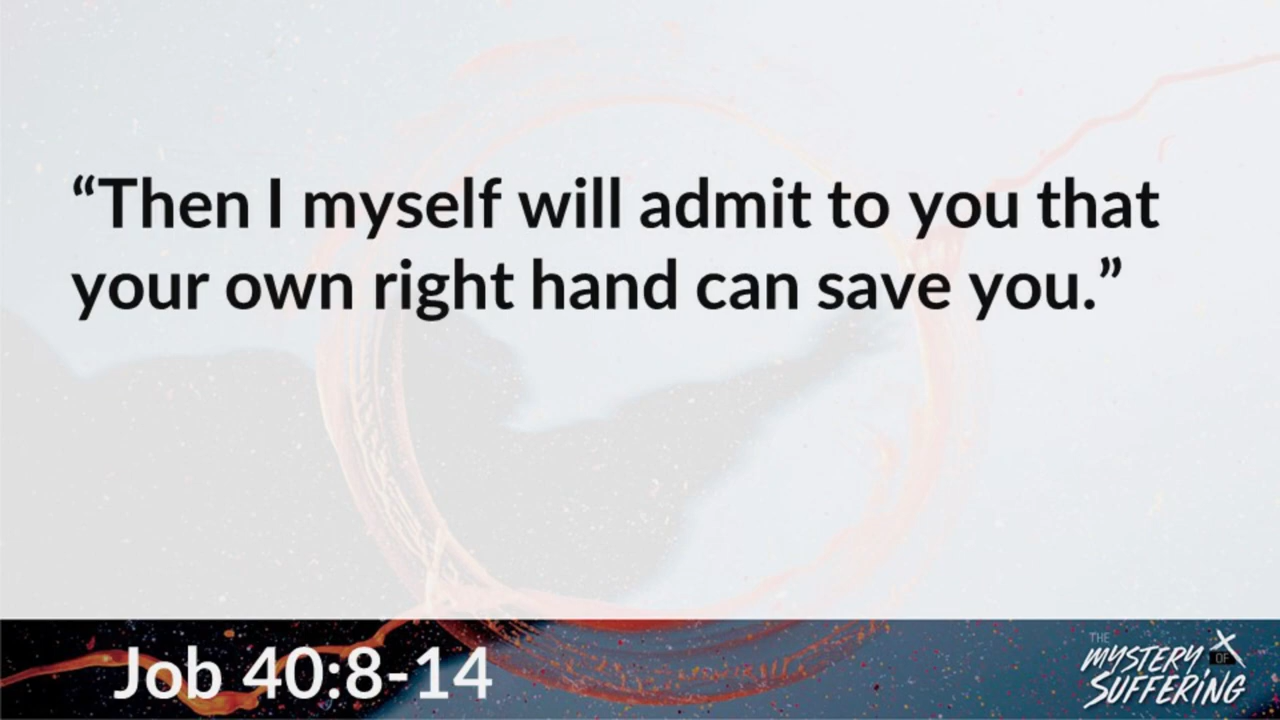 “Then I myself will admit to you that
your own right hand can save you.”
Job 40:8-14
THE
MYSTERY OF
SUFFERING